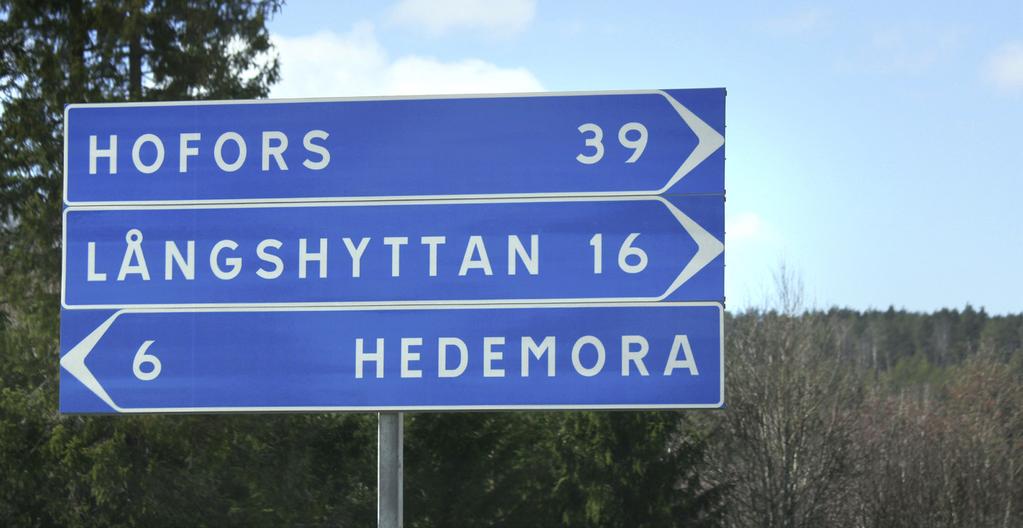 HOFORS 39
LÅNGSHYTTAN 16
6 HEDEMORA